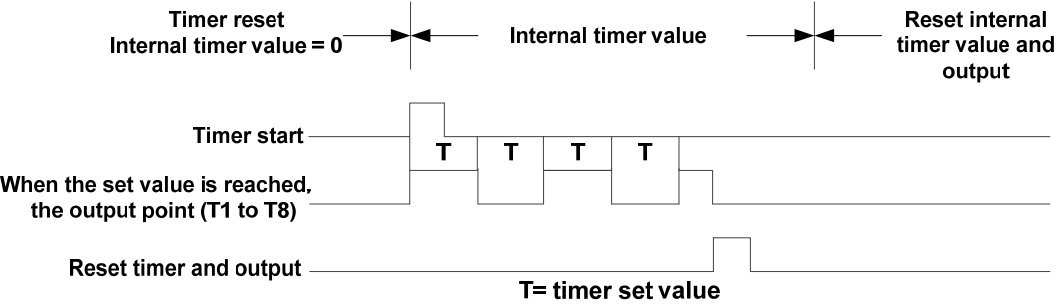 Timer reset
Internal timer value = 0
Internal timer value
Reset internal
timer value and
output
Timer start
T T T T
When the set value is reached,
the output point (T1 to T8)
Reset timer and output
T= timer set value